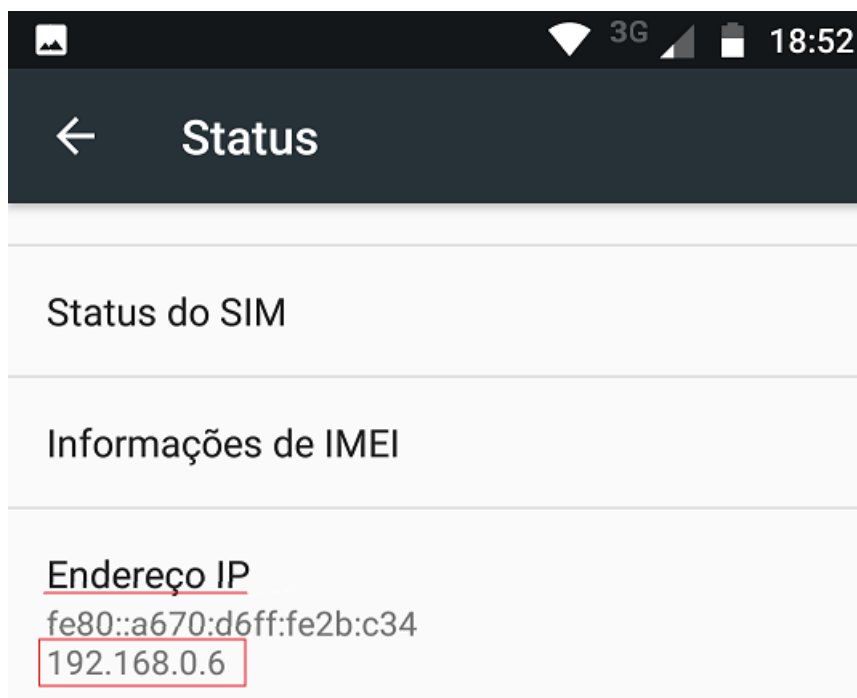 3G 18:52
Status
Status do SIM
Informações de IMEI
Endereço IP
fe80::a670:d6ff:fe2b:c34
192.168.0.6